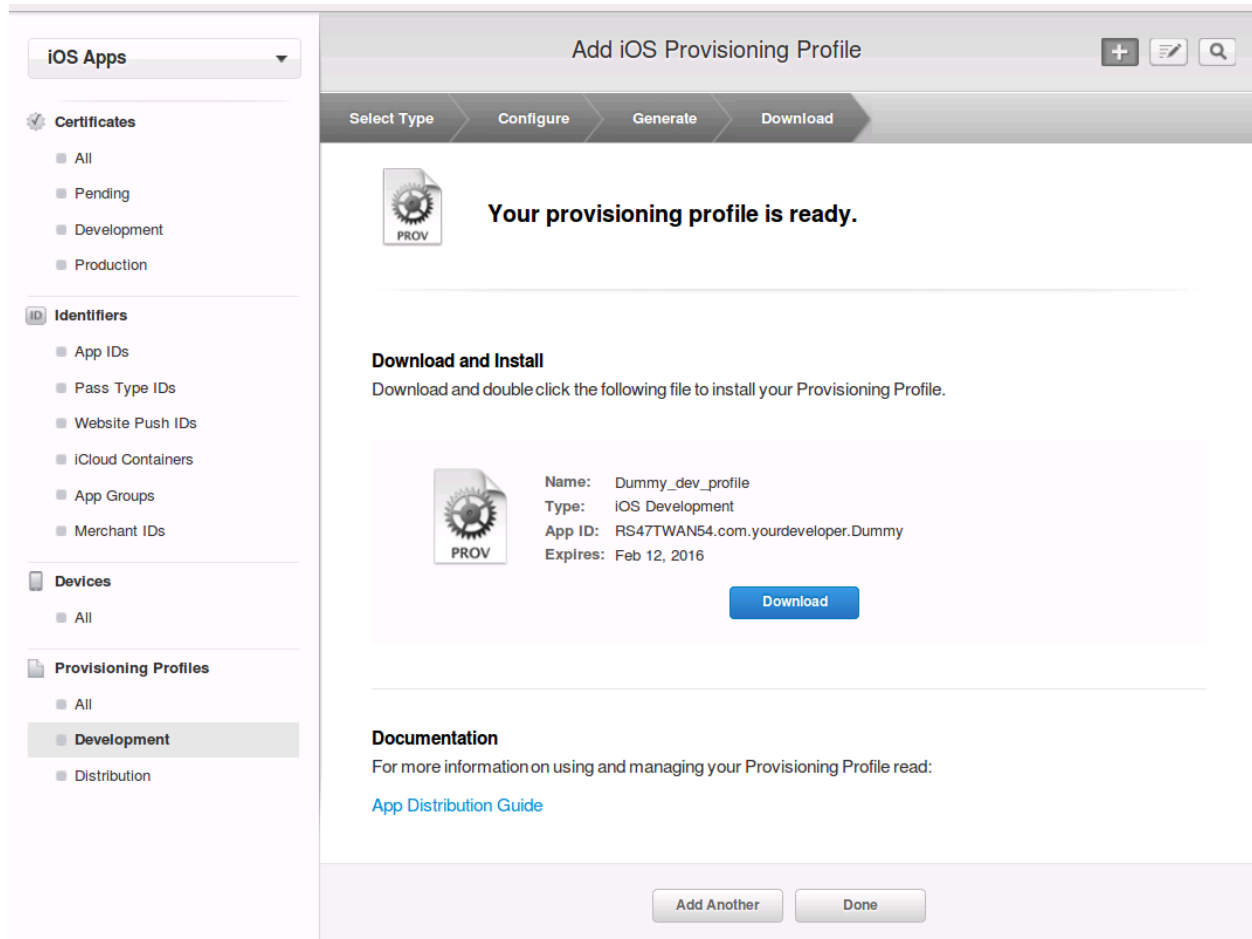 iOS Apps
Add iOS Provisioning Profile
Certificates
All
Pending
Development
Production
ID Identifiers
App IDs
Pass Type IDs
Website Push IDs
iCloud Containers
App Groups
Merchant IDs
Devices
All
Provisioning Profiles
All
Development
Distribution
Select Type Configure Generate Download
PROV
Your provisioning profile is ready.
Download and Install
Download and double click the following file to install your Provisioning Profile.
PROV
Name: Dummy_dev_profile
Type: iOS Development
App ID: RS47TWAN54.com.yourdeveloper.Dummy
Expires: Feb 12, 2016
Download
Documentation
For more information on using and managing your Provisioning Profile read:
App Distribution Guide
Add Another Done